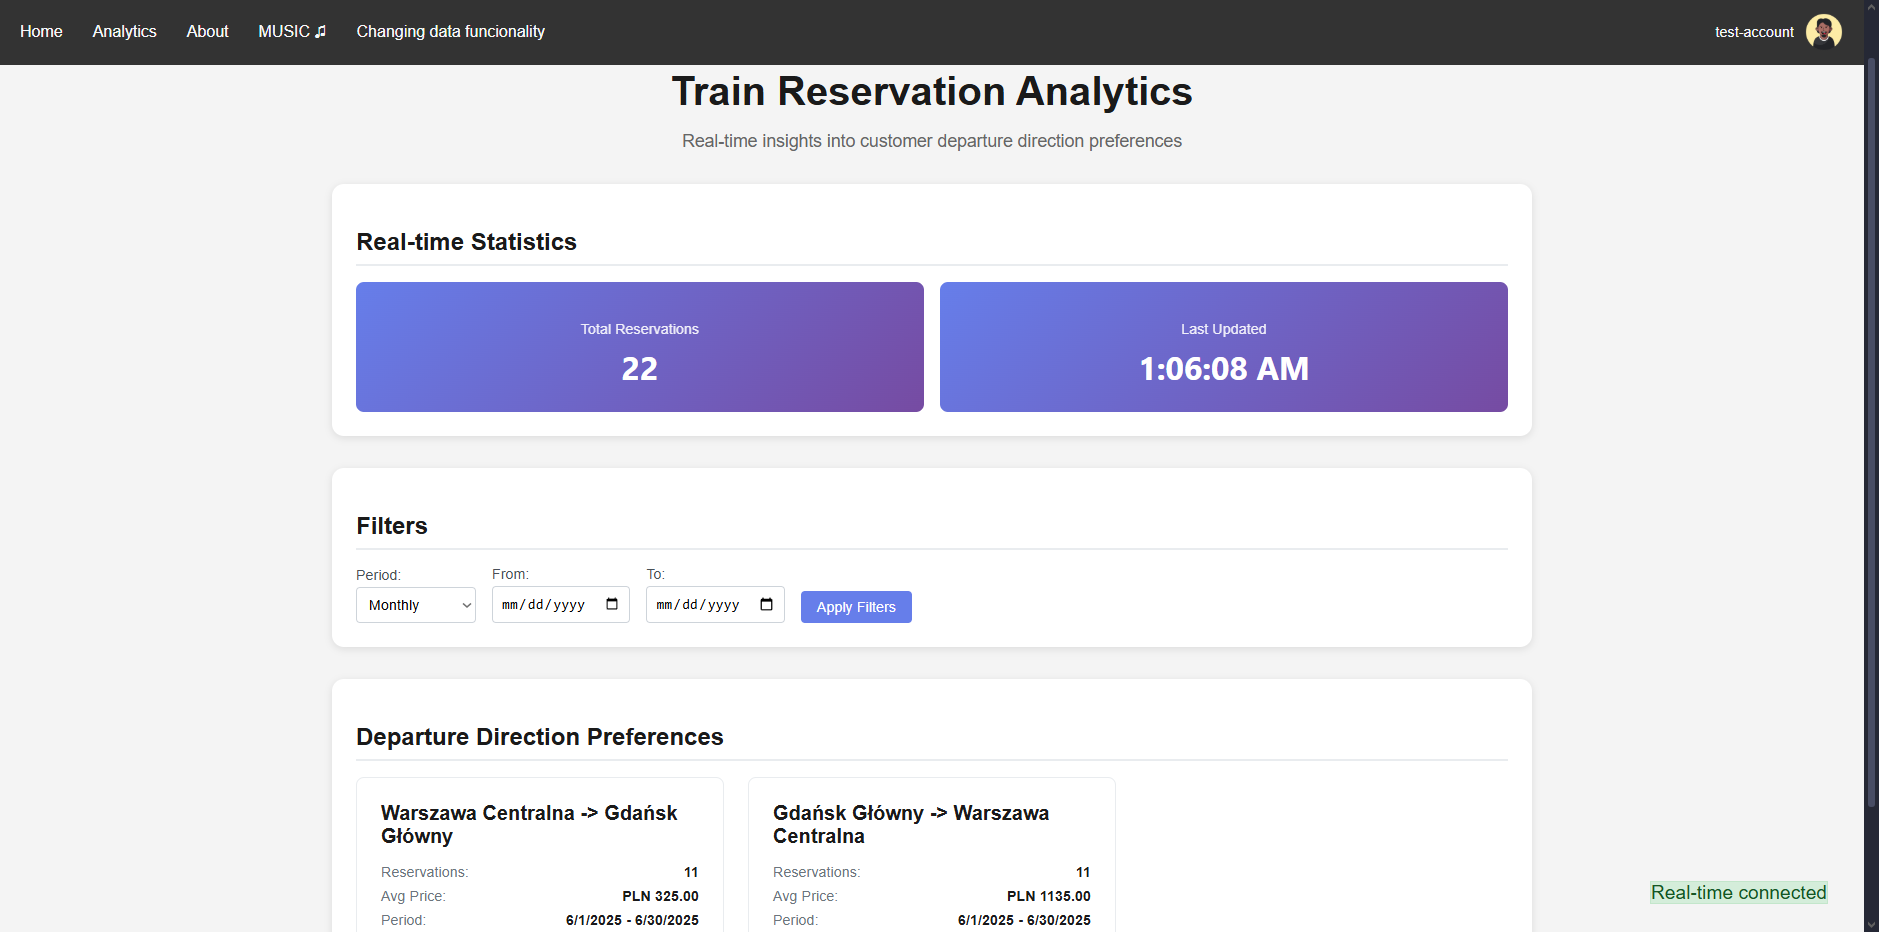 Home Analytics About MUSIC ♫ Changing data funcionality test-account
Train Reservation Analytics
Real-time insights into customer departure direction preferences
Real-time Statistics
Total Reservations
22
Last Updated
1:06:08 AM
Filters
Period:
Monthly
From:
mm/dd/yyyy
To:
mm/dd/yyyy
Apply Filters
Departure Direction Preferences
Warszawa Centralna -> Gdańsk
Główny
Reservations: 11
Avg Price: PLN 325.00
Period: 6/1/2025 - 6/30/2025
Gdańsk Główny -> Warszawa
Centralna
Reservations: 11
Avg Price: PLN 1135.00
Period: 6/1/2025 - 6/30/2025
Real-time connected